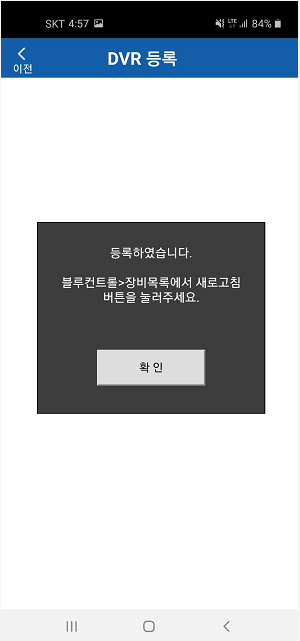 SKT 4:57 LTE 84%
이전
DVR 등록
등록하였습니다.
블루컨트롤>장비목록에서 새로고침
버튼을 눌러주세요.
확 인